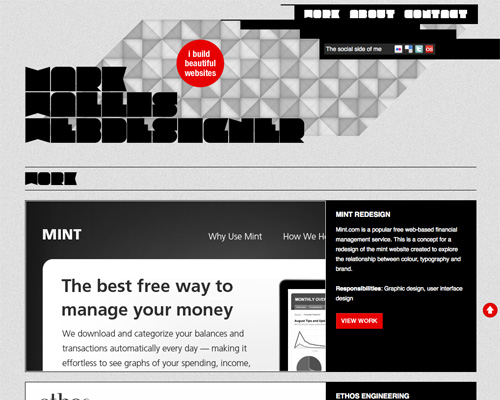 WORK ABOUT CONTACT
The social side of me
i build
beautiful
websites
MARK
WEBDESIGNER
WORK
MINT
Why Use Mint
How We
MINT REDESIGN
Mint.com is a popular free web-based financial
management service. This is a concept for a
redesign of the mint website created to explore
the relationship between colour, typography and
brand.
Responsibilities: Graphic design, user interface
design
VIEW WORK
The best free way to
manage your money
We download and categorize your balances and
transactions automatically every day — making it
effortless to see graphs of your spending, income,
MONTHLY OVER
ethos
ETHOS ENGINEERING